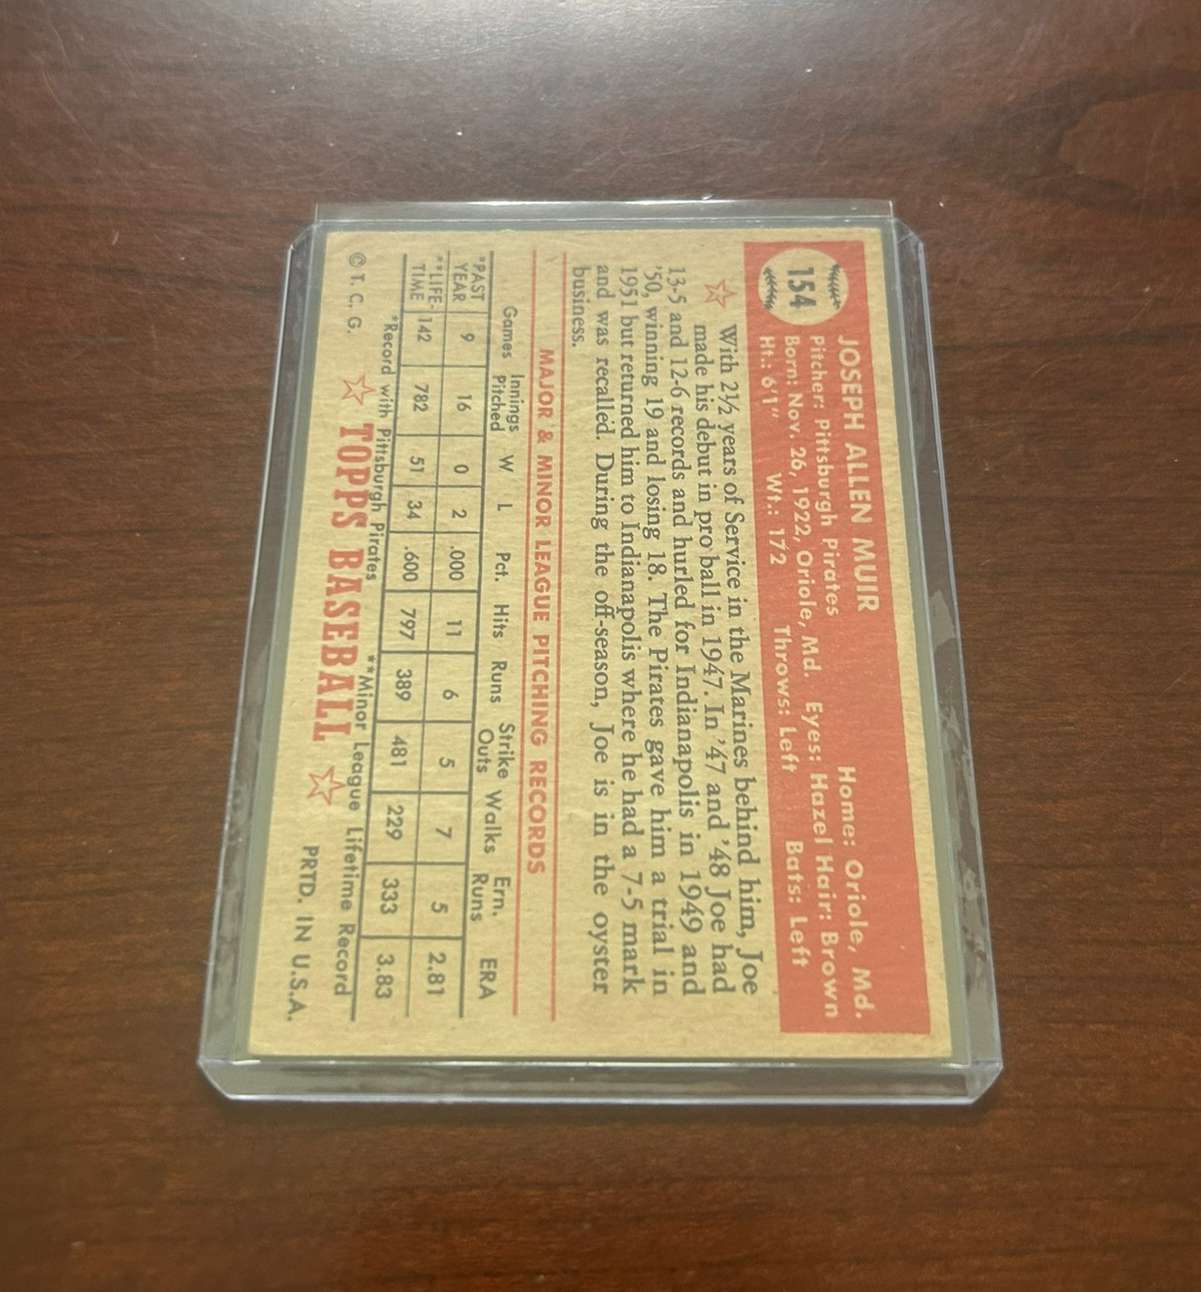 154
JOSEPH ALLEN MUIR Home: Oriole, Md.
Pitcher: Pittsburgh Pirates Eyes: Hazel Hair: Brown
Born: Nov. 26, 1922, Oriole, Md. Bats: Left
Ht.: 6'1" Wt.: 172 Throws: Left
With 2½ years of Service in the Marines behind him, Joe
made his debut in pro ball in 1947. In '47 and '48 Joe had
13-5 and 12-6 records and hurled for Indianapolis in 1949 and
'50, winning 19 and losing 18. The Pirates gave him a trial in
1951 but returned him to Indianapolis where he had a 7-5 mark
and was recalled. During the off-season, Joe is in the oyster
business.
MAJOR & MINOR LEAGUE PITCHING RECORDS
Games Innings Pitched W L Pct. Hits Runs Strike Outs Walks Ern. Runs ERA
*PAST YEAR 9 16 0 2 .000 11 6 5 7 5 2.81
**LIFE-TIME 142 782 51 34 .600 797 389 481 229 333 3.83
*Record with Pittsburgh Pirates **Minor League Lifetime Record
© T. C. G. TOPPS BASEBALL PRTD. IN U.S.A.